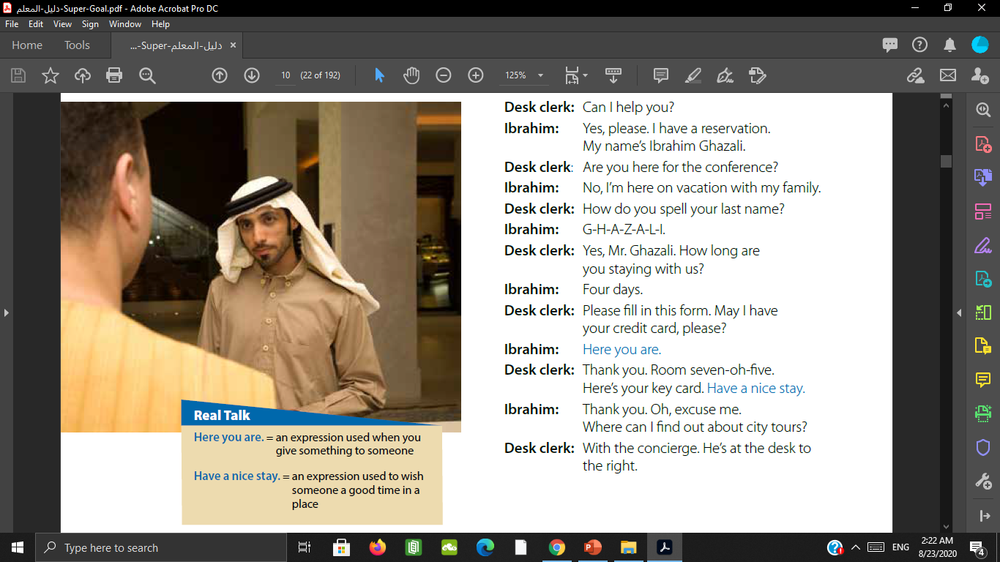 دليل-المعلم-Super-Goal.pdf - Adobe Acrobat Pro DC
File Edit View Sign Window Help
Home Tools دليل-المعلم-Super-... ×
10 (22 of 192) 125%
Desk clerk: Can I help you?
Ibrahim: Yes, please. I have a reservation.
My name's Ibrahim Ghazali.
Desk clerk: Are you here for the conference?
Ibrahim: No, I'm here on vacation with my family.
Desk clerk: How do you spell your last name?
Ibrahim: G-H-A-Z-A-L-I.
Desk clerk: Yes, Mr. Ghazali. How long are
you staying with us?
Ibrahim: Four days.
Desk clerk: Please fill in this form. May I have
your credit card, please?
Ibrahim: Here you are.
Desk clerk: Thank you. Room seven-oh-five.
Here's your key card. Have a nice stay.
Ibrahim: Thank you. Oh, excuse me.
Where can I find out about city tours?
Desk clerk: With the concierge. He's at the desk to
the right.
Real Talk
Here you are. = an expression used when you
give something to someone
Have a nice stay. = an expression used to wish
someone a good time in a
place
Type here to search
ENG
2:22 AM
8/23/2020
4